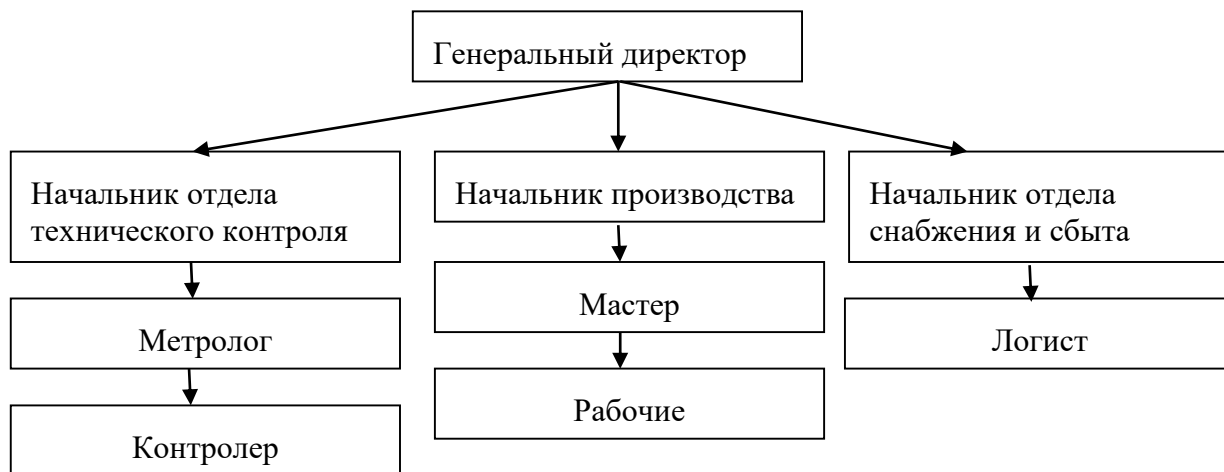 Генеральный директор
Начальник отдела
технического контроля
Начальник производства
Начальник отдела
снабжения и сбыта
Метролог
Мастер
Логист
Контролер
Рабочие